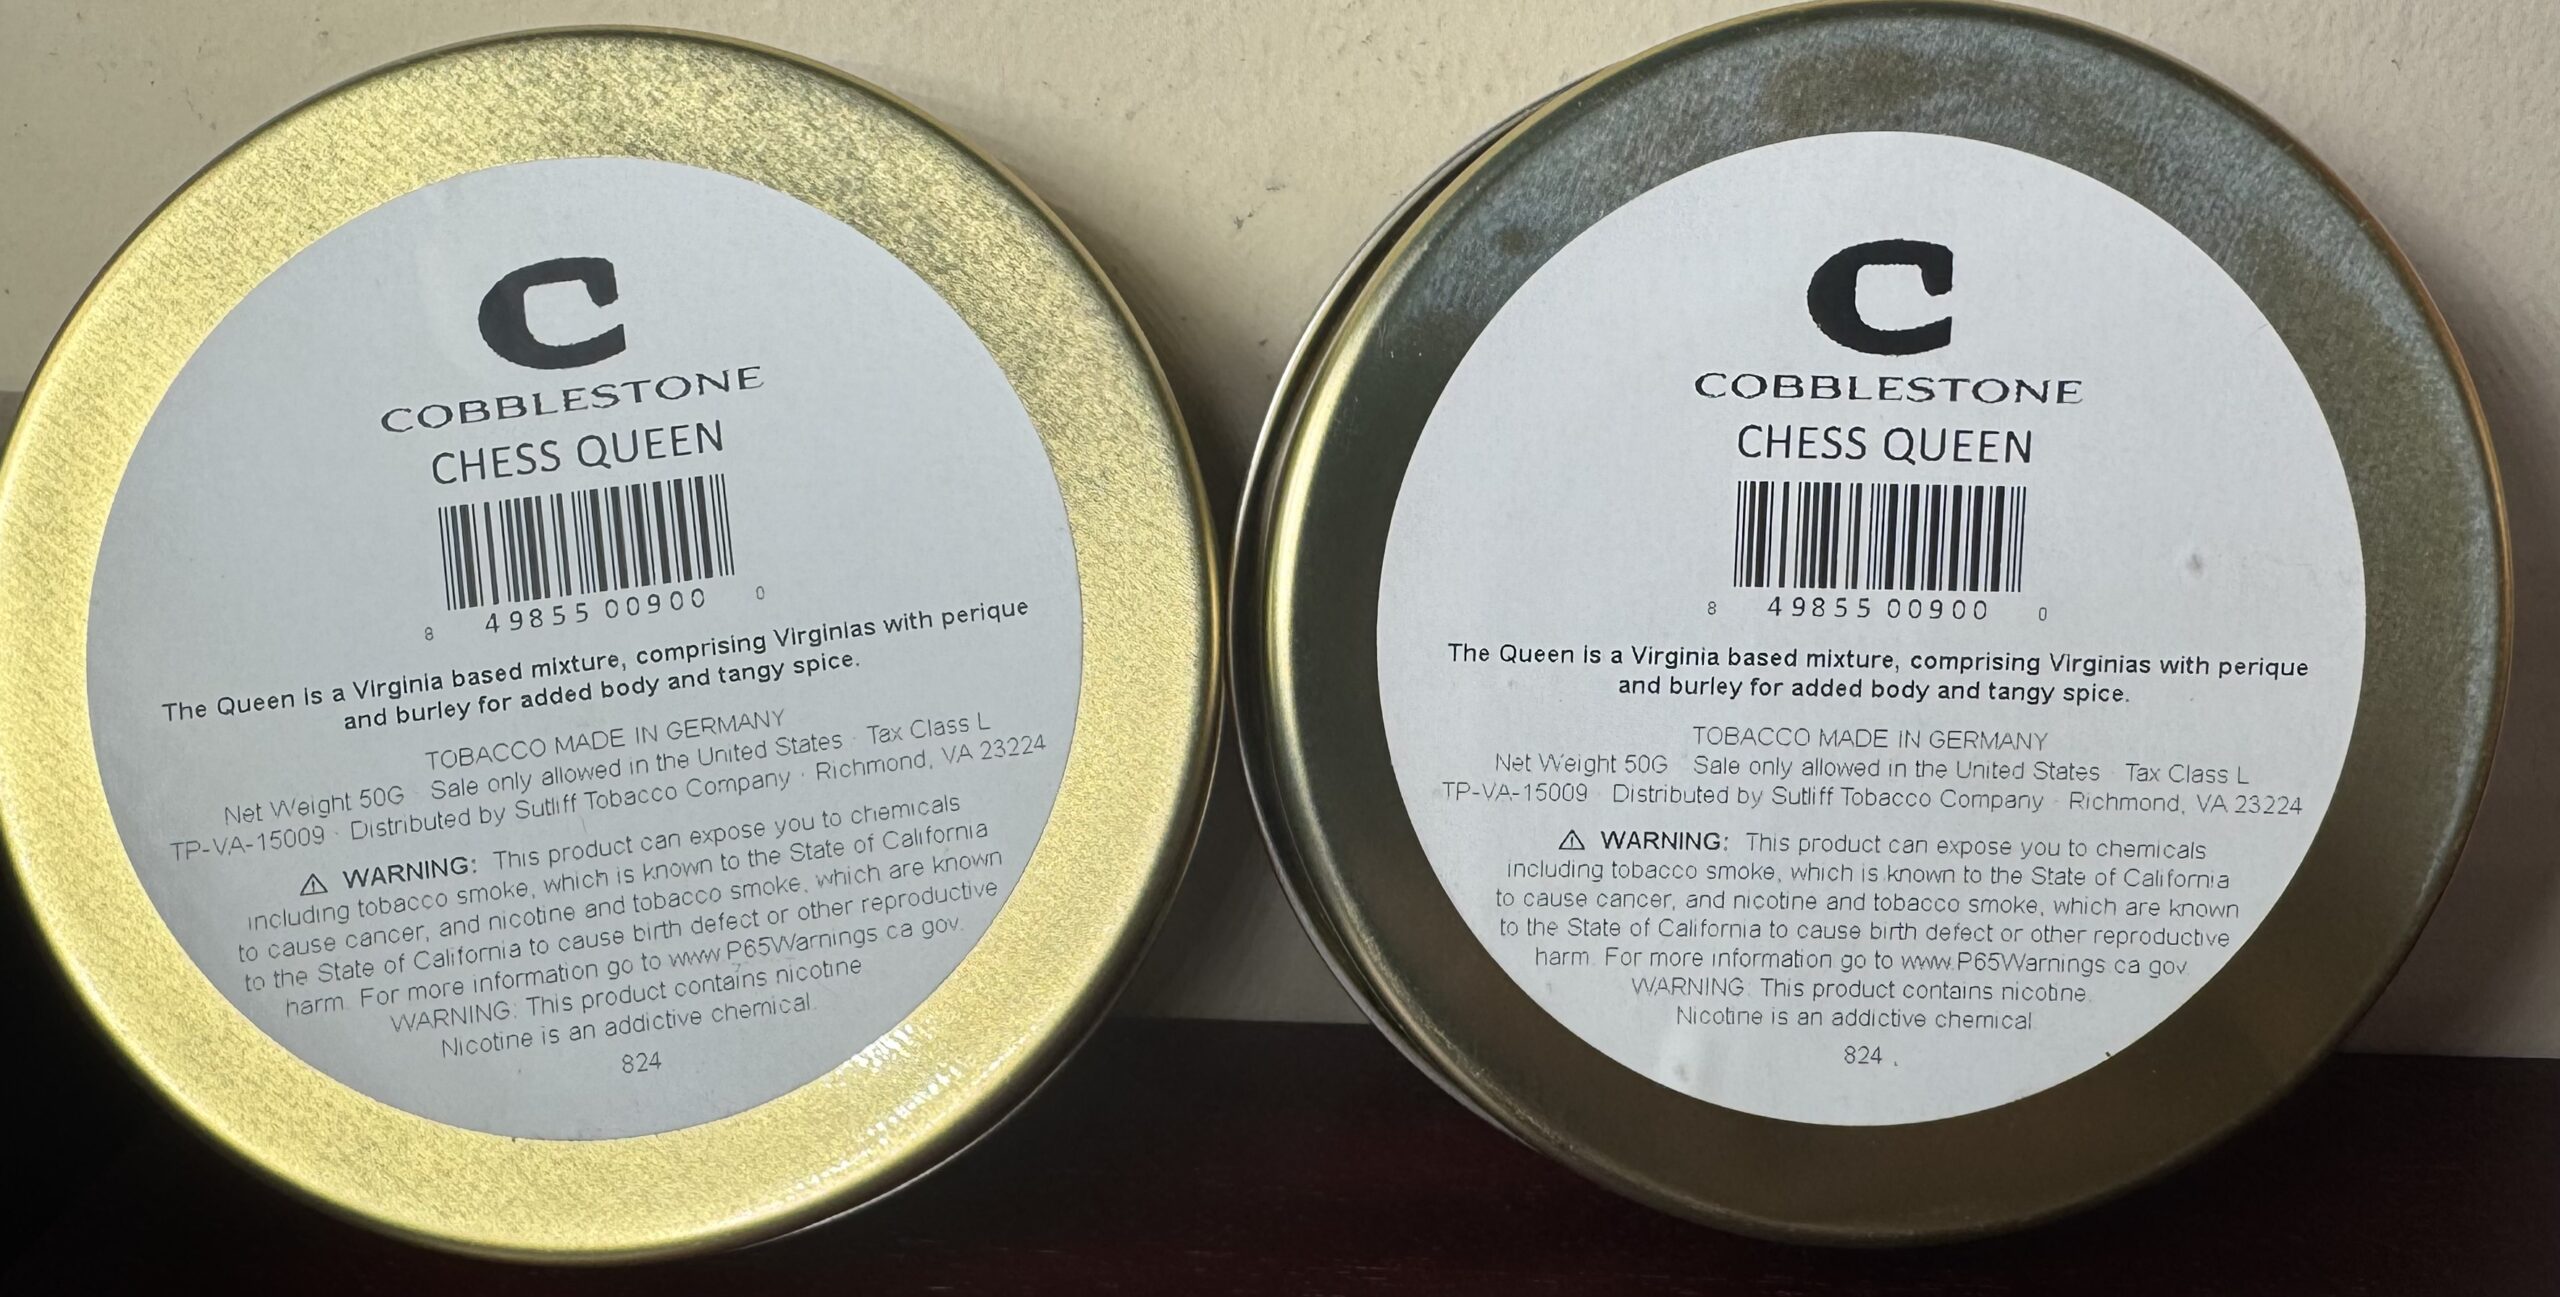 C
COBBLESTONE
CHESS QUEEN
8 49855 00900 0
The Queen is a Virginia based mixture, comprising Virginias with perique
and burley for added body and tangy spice.
TOBACCO MADE IN GERMANY
Net Weight 50G · Sale only allowed in the United States · Tax Class L
TP-VA-15009 · Distributed by Sutliff Tobacco Company · Richmond, VA 23224
⚠ WARNING: This product can expose you to chemicals
including tobacco smoke, which is known to the State of California
to cause cancer, and nicotine and tobacco smoke, which are known
to the State of California to cause birth defect or other reproductive
harm. For more information go to www.P65Warnings.ca.gov.
WARNING: This product contains nicotine.
Nicotine is an addictive chemical.
824
C
COBBLESTONE
CHESS QUEEN
8 49855 00900 0
The Queen is a Virginia based mixture, comprising Virginias with perique
and burley for added body and tangy spice.
TOBACCO MADE IN GERMANY
Net Weight 50G · Sale only allowed in the United States · Tax Class L
TP-VA-15009 · Distributed by Sutliff Tobacco Company · Richmond, VA 23224
⚠ WARNING: This product can expose you to chemicals
including tobacco smoke, which is known to the State of California
to cause cancer, and nicotine and tobacco smoke, which are known
to the State of California to cause birth defect or other reproductive
harm. For more information go to www.P65Warnings.ca.gov.
WARNING: This product contains nicotine.
Nicotine is an addictive chemical.
824